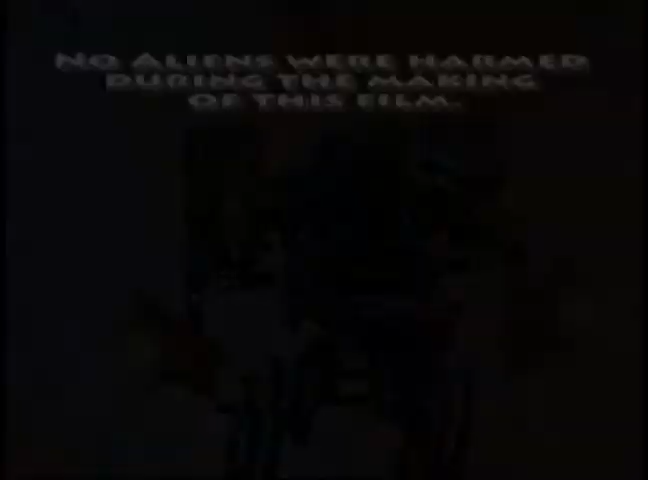 No Aliens were harmed
during the making
of this film.